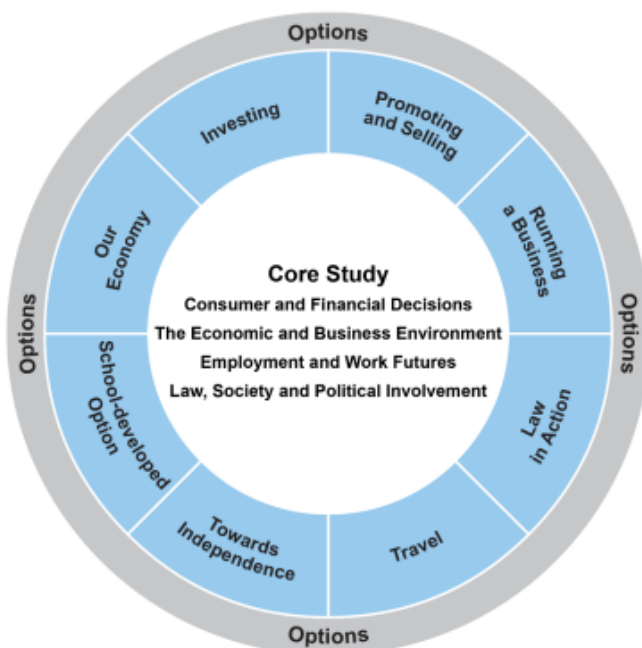 Options
Investing
Promoting
and Selling
Running
a Business
Law
in Action
Travel
Towards
Independence
School-developed
Option
Our
Economy
Core Study
Consumer and Financial Decisions
The Economic and Business Environment
Employment and Work Futures
Law, Society and Political Involvement
Options
Options
Options